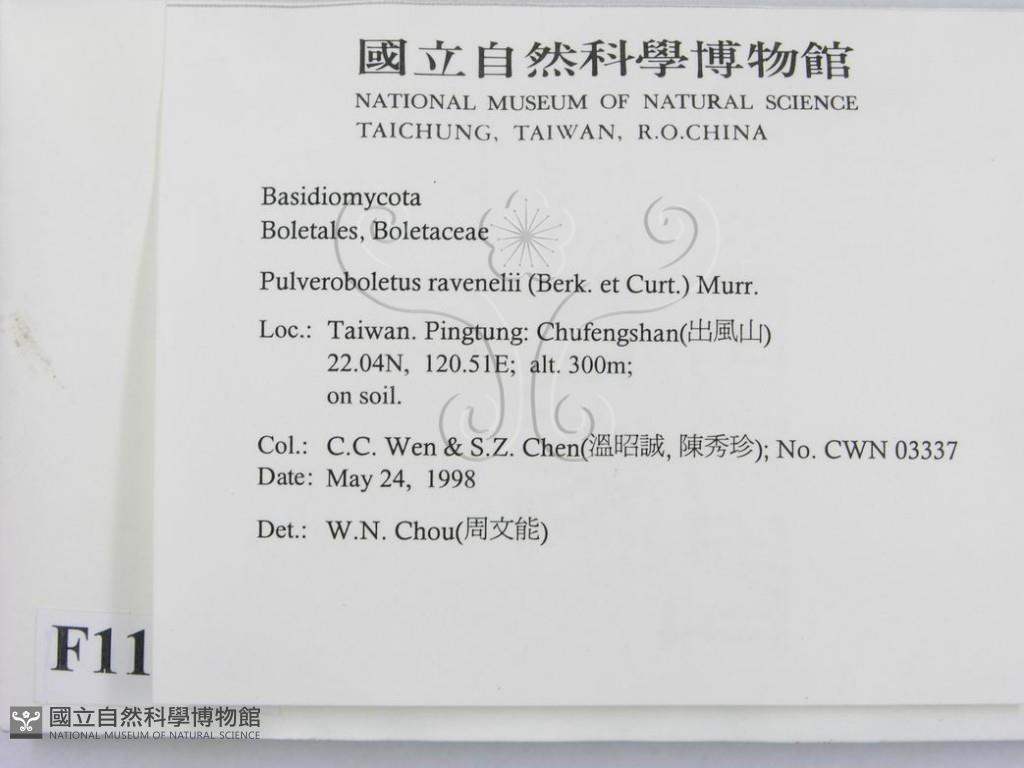 國立自然科學博物館
NATIONAL MUSEUM OF NATURAL SCIENCE
TAICHUNG, TAIWAN, R.O.CHINA
Basidiomycota
Boletales, Boletaceae
Pulveroboletus ravenelii (Berk. et Curt.) Murr.
Loc.: Taiwan. Pingtung: Chufengshan(出風山)
22.04N, 120.51E; alt. 300m;
on soil.
Col.: C.C. Wen & S.Z. Chen(溫昭誠, 陳秀珍); No. CWN 03337
Date: May 24, 1998
Det.: W.N. Chou(周文能)
F11
國立自然科學博物館
NATIONAL MUSEUM OF NATURAL SCIENCE